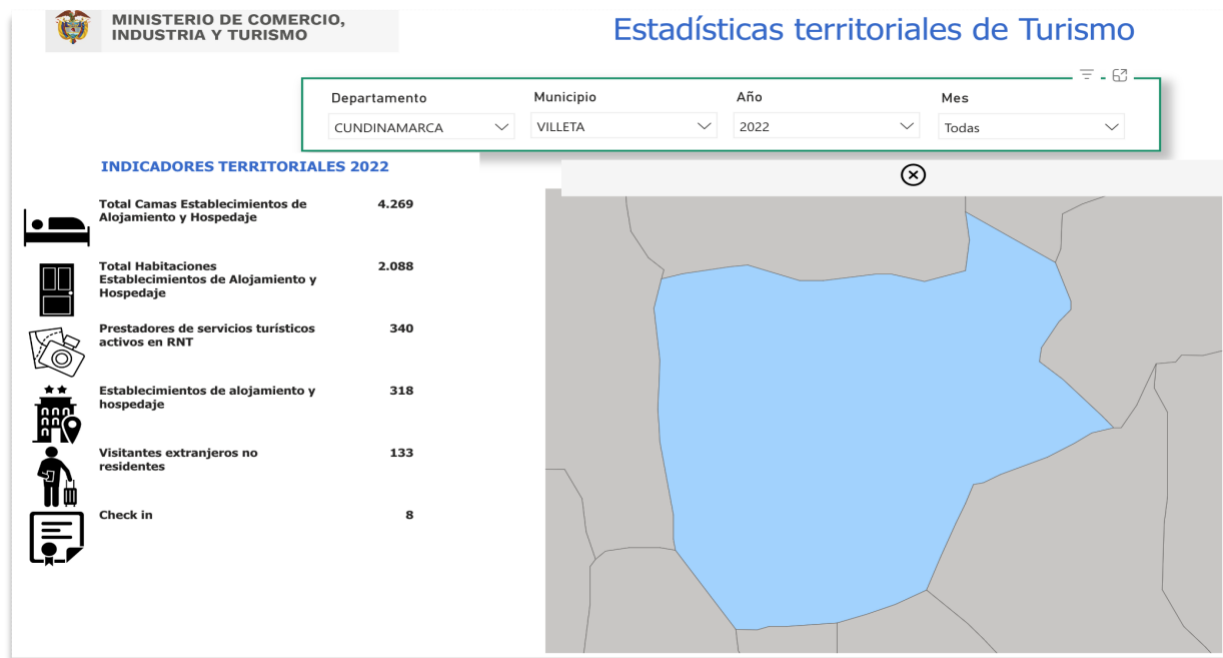 MINISTERIO DE COMERCIO,
INDUSTRIA Y TURISMO
Estadísticas territoriales de Turismo
Departamento
CUNDINAMARCA
Municipio
VILLETA
Año
2022
Mes
Todas
INDICADORES TERRITORIALES 2022
Total Camas Establecimientos de
Alojamiento y Hospedaje
4.269
Total Habitaciones
Establecimientos de Alojamiento y
Hospedaje
2.088
Prestadores de servicios turísticos
activos en RNT
340
Establecimientos de alojamiento y
hospedaje
318
Visitantes extranjeros no
residentes
133
Check in
8